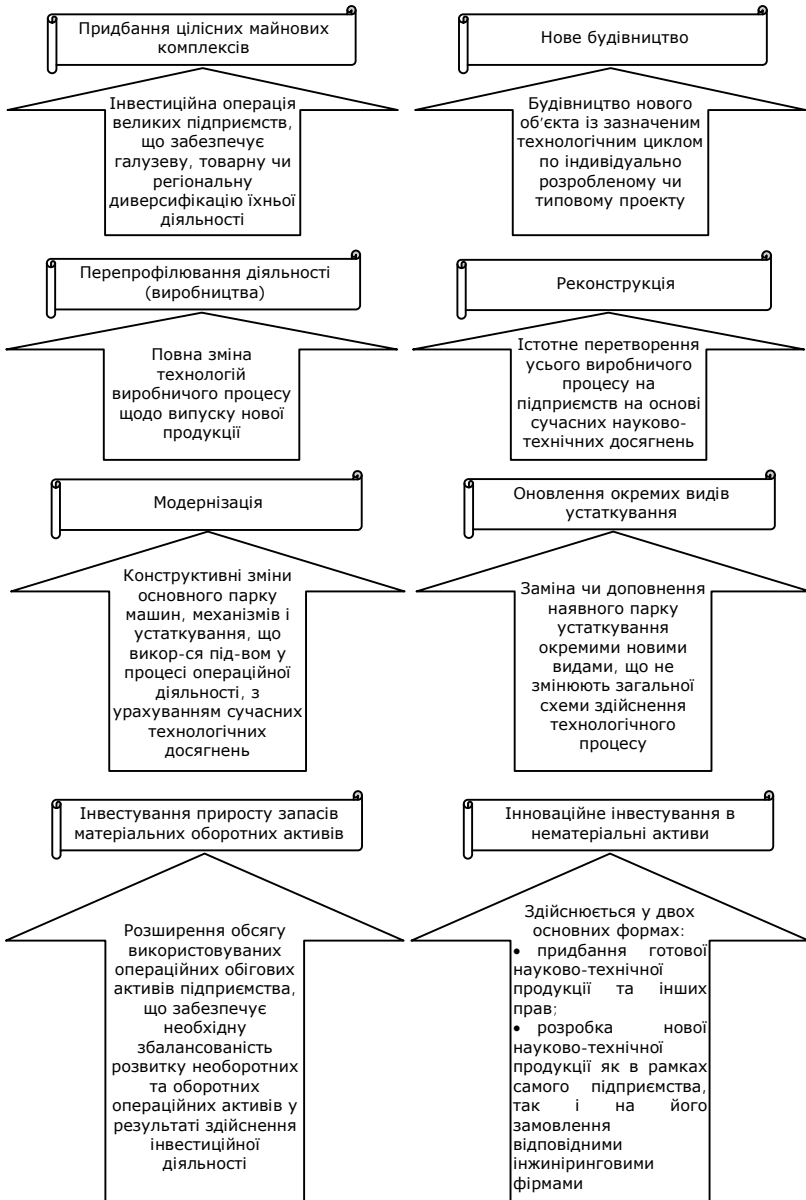 Придбання цілісних майнових
комплексів
Інвестиційна операція
великих підприємств,
що забезпечує
галузеву, товарну чи
регіональну
диверсифікацію їхньої
діяльності
Нове будівництво
Будівництво нового
об’єкта із зазначеним
технологічним циклом
по індивідуально
розробленому чи
типовому проекту
Перепрофілювання діяльності
(виробництва)
Повна зміна
технологій
виробничого процесу
щодо випуску нової
продукції
Реконструкція
Істотне перетворення
усього виробничого
процесу на
підприємств на основі
сучасних науково-
технічних досягнень
Модернізація
Конструктивні зміни
основного парку
машин, механізмів і
устаткування, що
викор-ся під-вом у
процесі операційної
діяльності, з
урахуванням сучасних
технологічних
досягнень
Оновлення окремих видів
устаткування
Заміна чи доповнення
наявного парку
устаткування
окремими новими
видами, що не
змінюють загальної
схеми здійснення
технологічного
процесу
Інвестування приросту запасів
матеріальних оборотних активів
Розширення обсягу
використовуваних
операційних обігових
активів підприємства,
що забезпечує
необхідну
збалансованість
розвитку необоротних
та оборотних
операційних активів у
результаті здійснення
інвестиційної
діяльності
Інноваційне інвестування в
нематеріальні активи
Здійснюється у двох
основних формах:
• придбання готової
науково-технічної
продукції та інших
прав;
• розробка нової
науково-технічної
продукції як в рамках
самого підприємства,
так і на його
замовлення
відповідними
інжиніринговими
фірмами